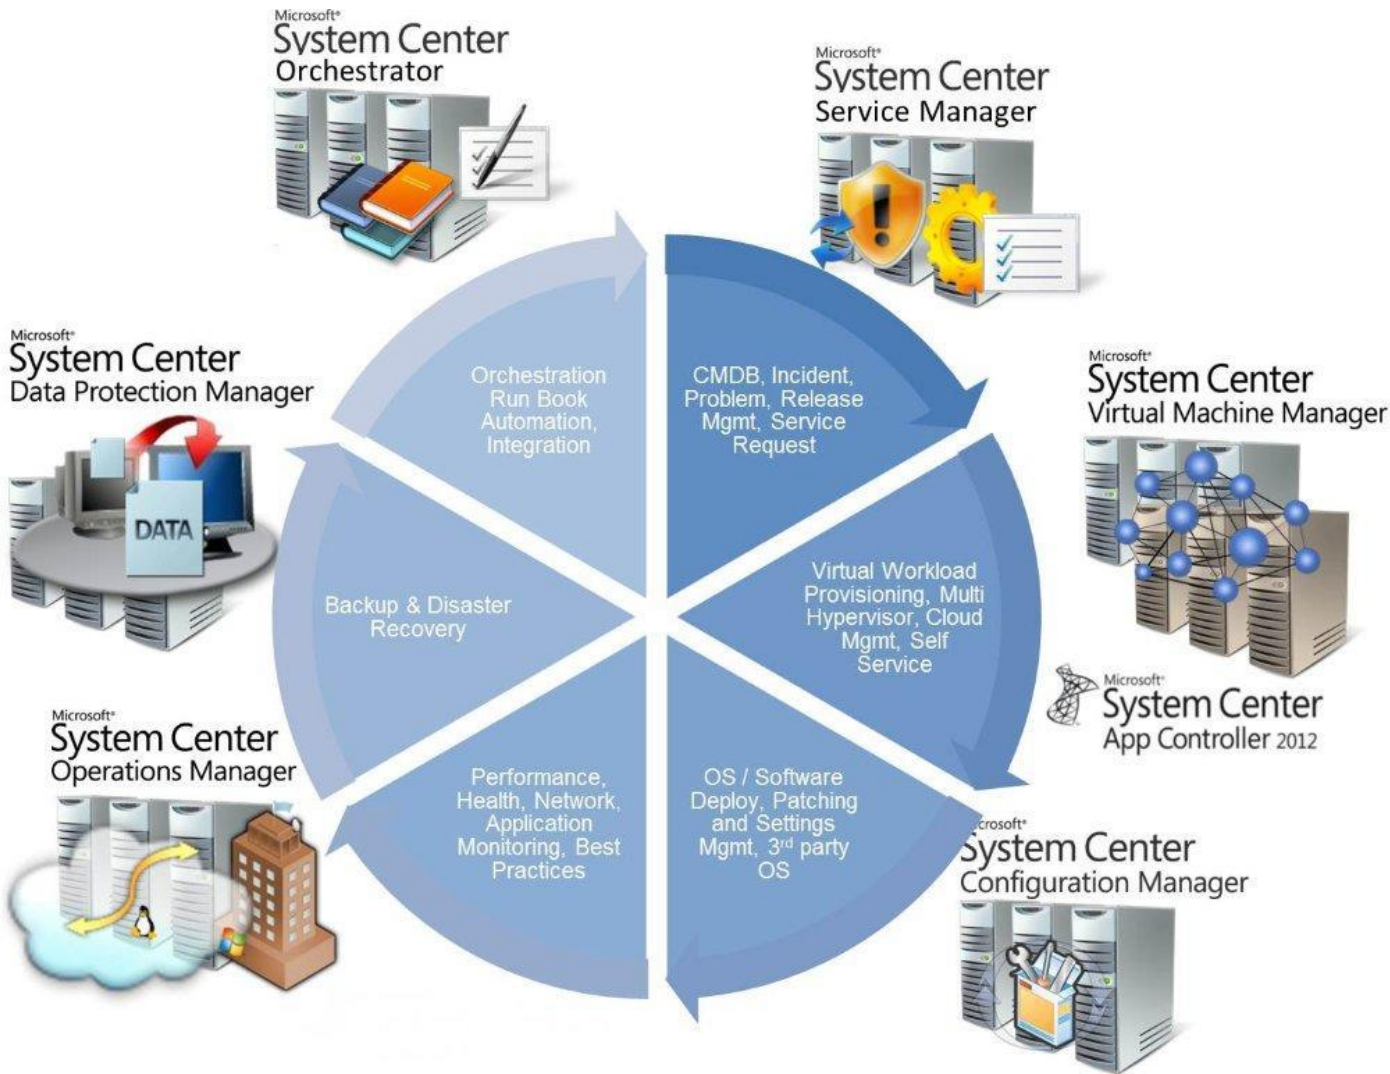 Microsoft®
System Center
Orchestrator
Microsoft®
System Center
Service Manager
Microsoft®
System Center
Data Protection Manager
DATA
Microsoft®
System Center
Virtual Machine Manager
Orchestration
Run Book
Automation,
Integration
CMDB, Incident,
Problem, Release
Mgmt, Service
Request
Backup & Disaster
Recovery
Virtual Workload
Provisioning, Multi
Hypervisor, Cloud
Mgmt, Self
Service
Microsoft®
System Center
App Controller 2012
Microsoft®
System Center
Operations Manager
Performance,
Health, Network,
Application
Monitoring, Best
Practices
OS / Software
Deploy, Patching
and Settings
Mgmt, 3rd party
OS
crosoft®
System Center
Configuration Manager